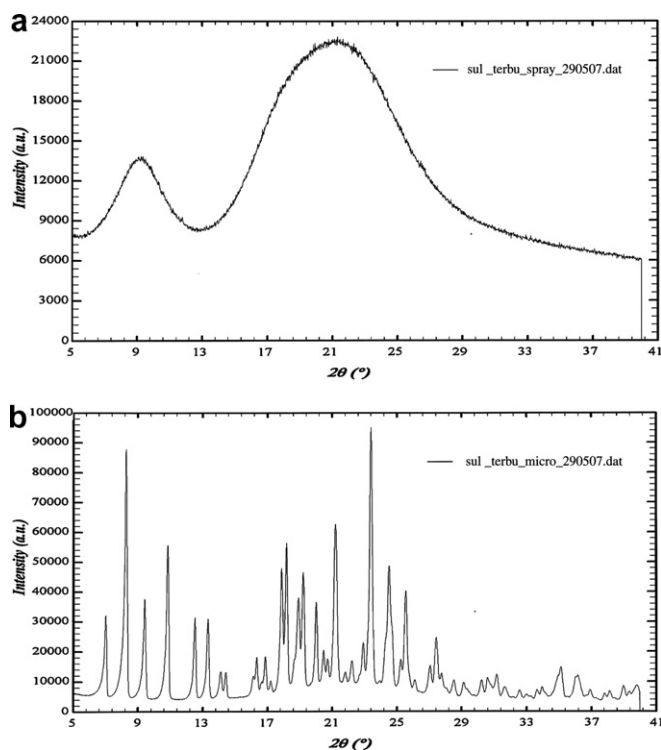 a
24000
21000
18000
15000
12000
9000
6000
3000
0
Intensity (a.u.)
sul _terbu_spray_290507.dat
5 9 13 17 21 25 29 33 37 41
2θ (°)
b
100000
90000
80000
70000
60000
50000
40000
30000
20000
10000
0
Intensity (a.u.)
sul _terbu_micro_290507.dat
5 9 13 17 21 25 29 33 37 41
2θ (°)